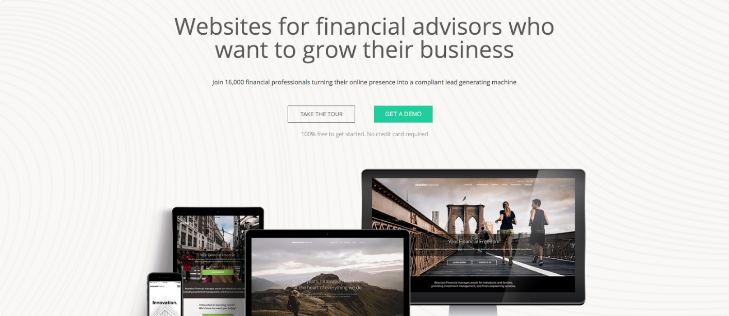 Websites for financial advisors who
want to grow their business
Join 16,000 financial professionals turning their online presence into a compliant lead generating machine
TAKE THE TOUR
GET A DEMO
100% free to get started. No credit card required
Your Financial Freedom
Innovation.